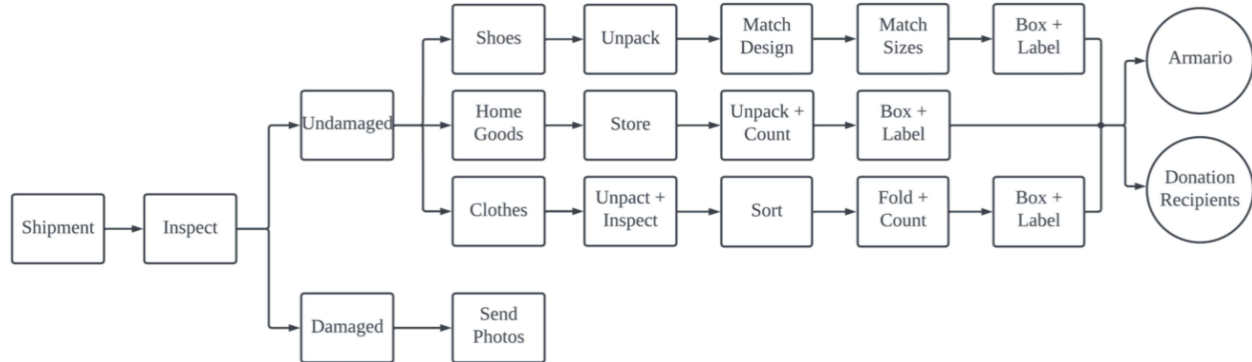 Shipment
Inspect
Undamaged
Damaged
Shoes
Unpack
Match
Design
Match
Sizes
Box +
Label
Home
Goods
Store
Unpack +
Count
Box +
Label
Clothes
Unpact +
Inspect
Sort
Fold +
Count
Box +
Label
Send
Photos
Armario
Donation
Recipients